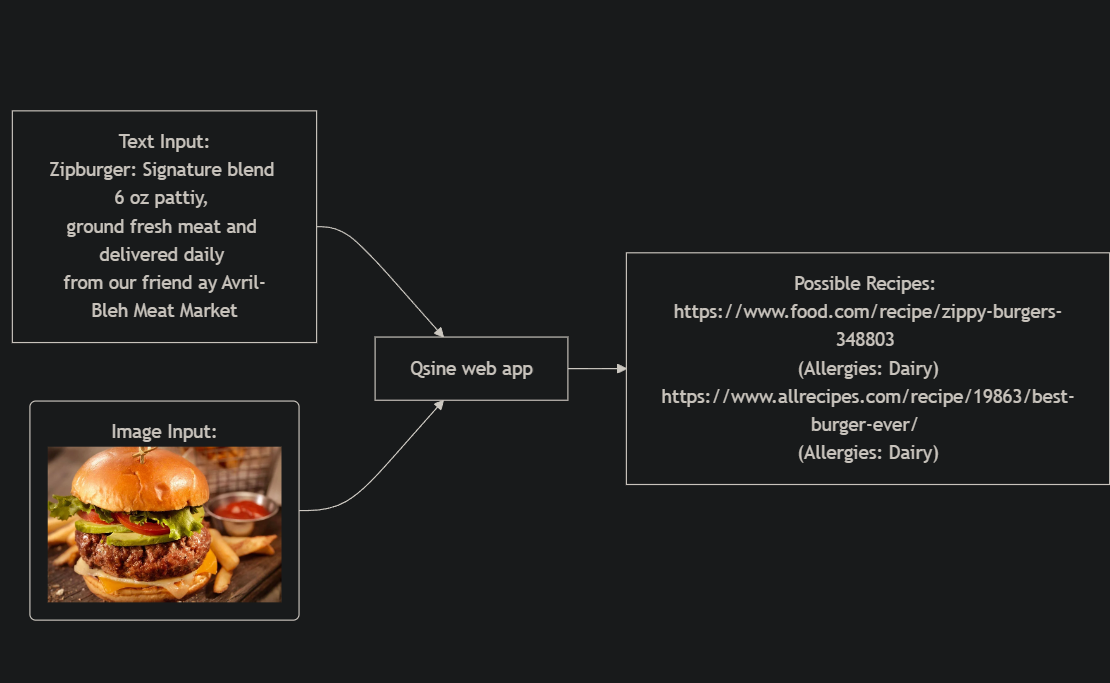 Text Input:
Zipburger: Signature blend
6 oz pattiy,
ground fresh meat and
delivered daily
from our friend ay Avril-
Bleh Meat Market
Image Input:
Qsine web app
Possible Recipes:
https://www.food.com/recipe/zippy-burgers-
348803
(Allergies: Dairy)
https://www.allrecipes.com/recipe/19863/best-
burger-ever/
(Allergies: Dairy)